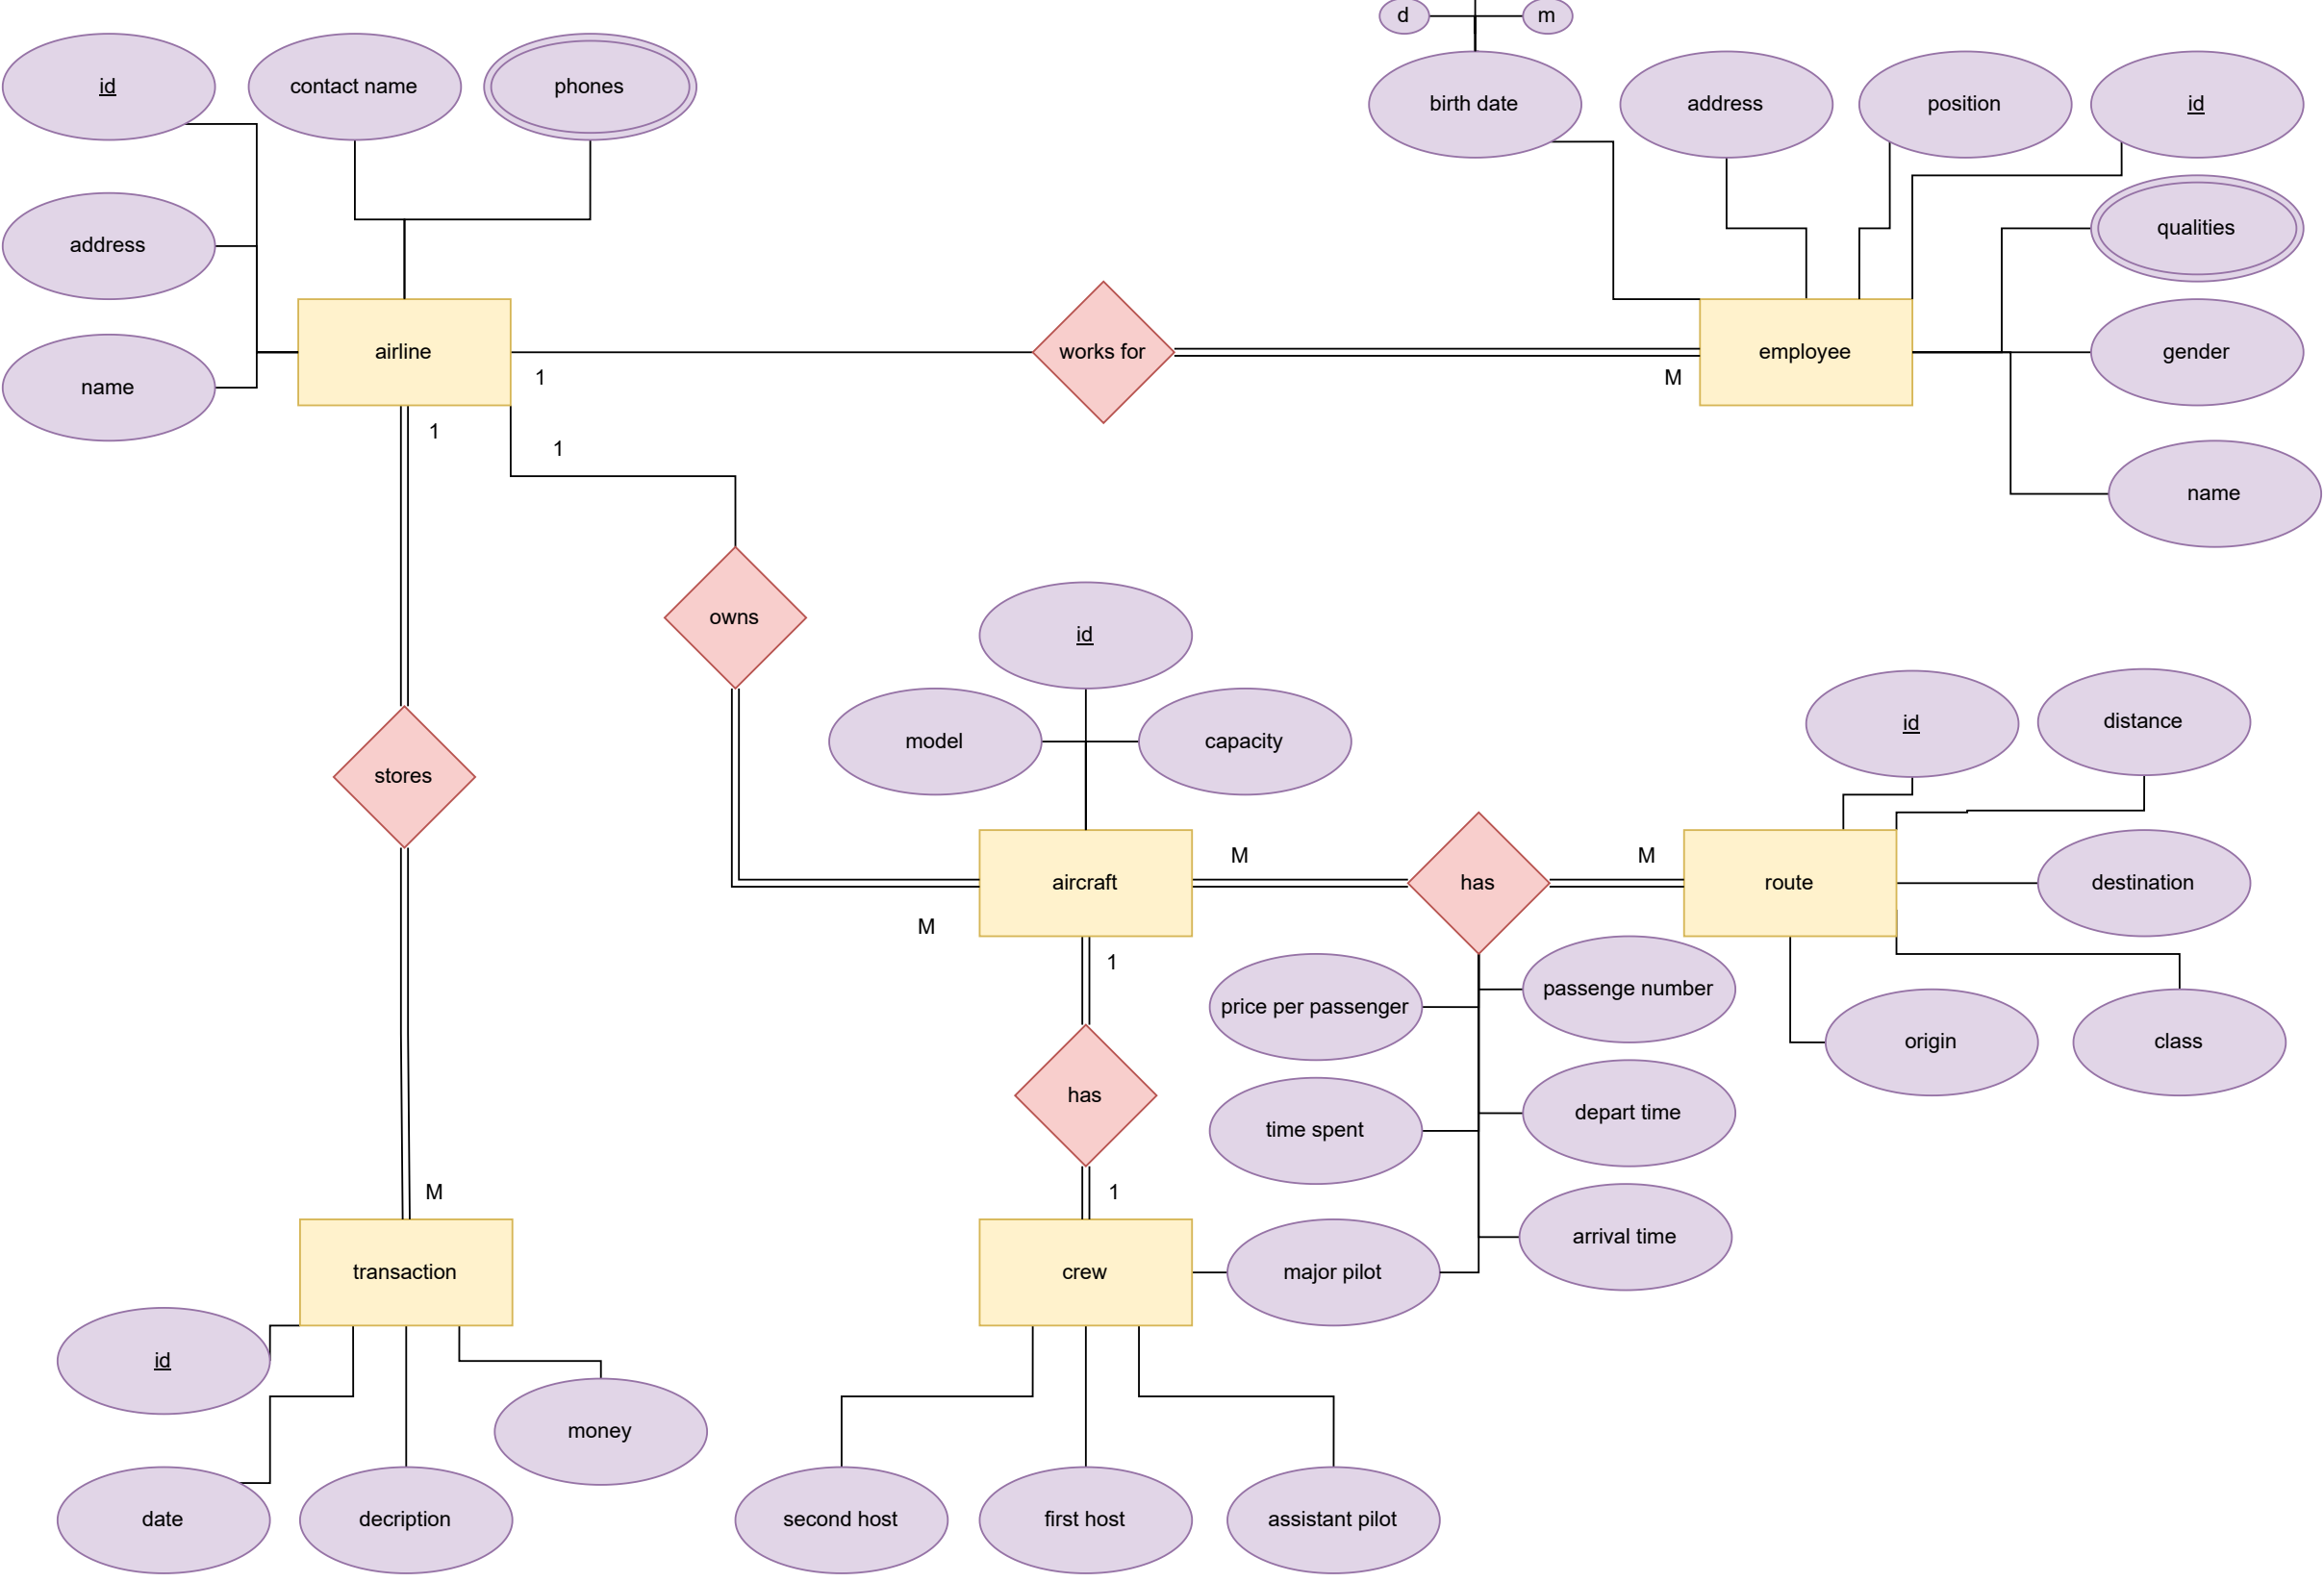 d
m
id
contact name
phones
birth date
address
position
id
address
qualities
name
airline
works for
employee
gender
1
M
1
1
name
owns
id
stores
model
capacity
id
distance
M
M
aircraft
has
route
destination
M
1
price per passenger
passenge number
origin
class
has
time spent
depart time
M
1
arrival time
transaction
crew
major pilot
id
money
date
decription
second host
first host
assistant pilot